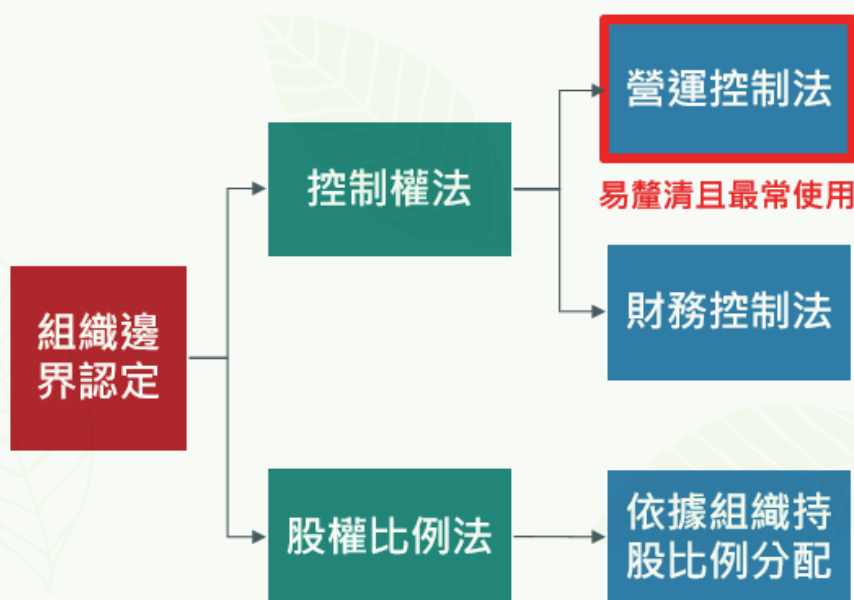 組織邊
界認定
控制權法
營運控制法
易釐清且最常使用
財務控制法
股權比例法
依據組織持
股比例分配